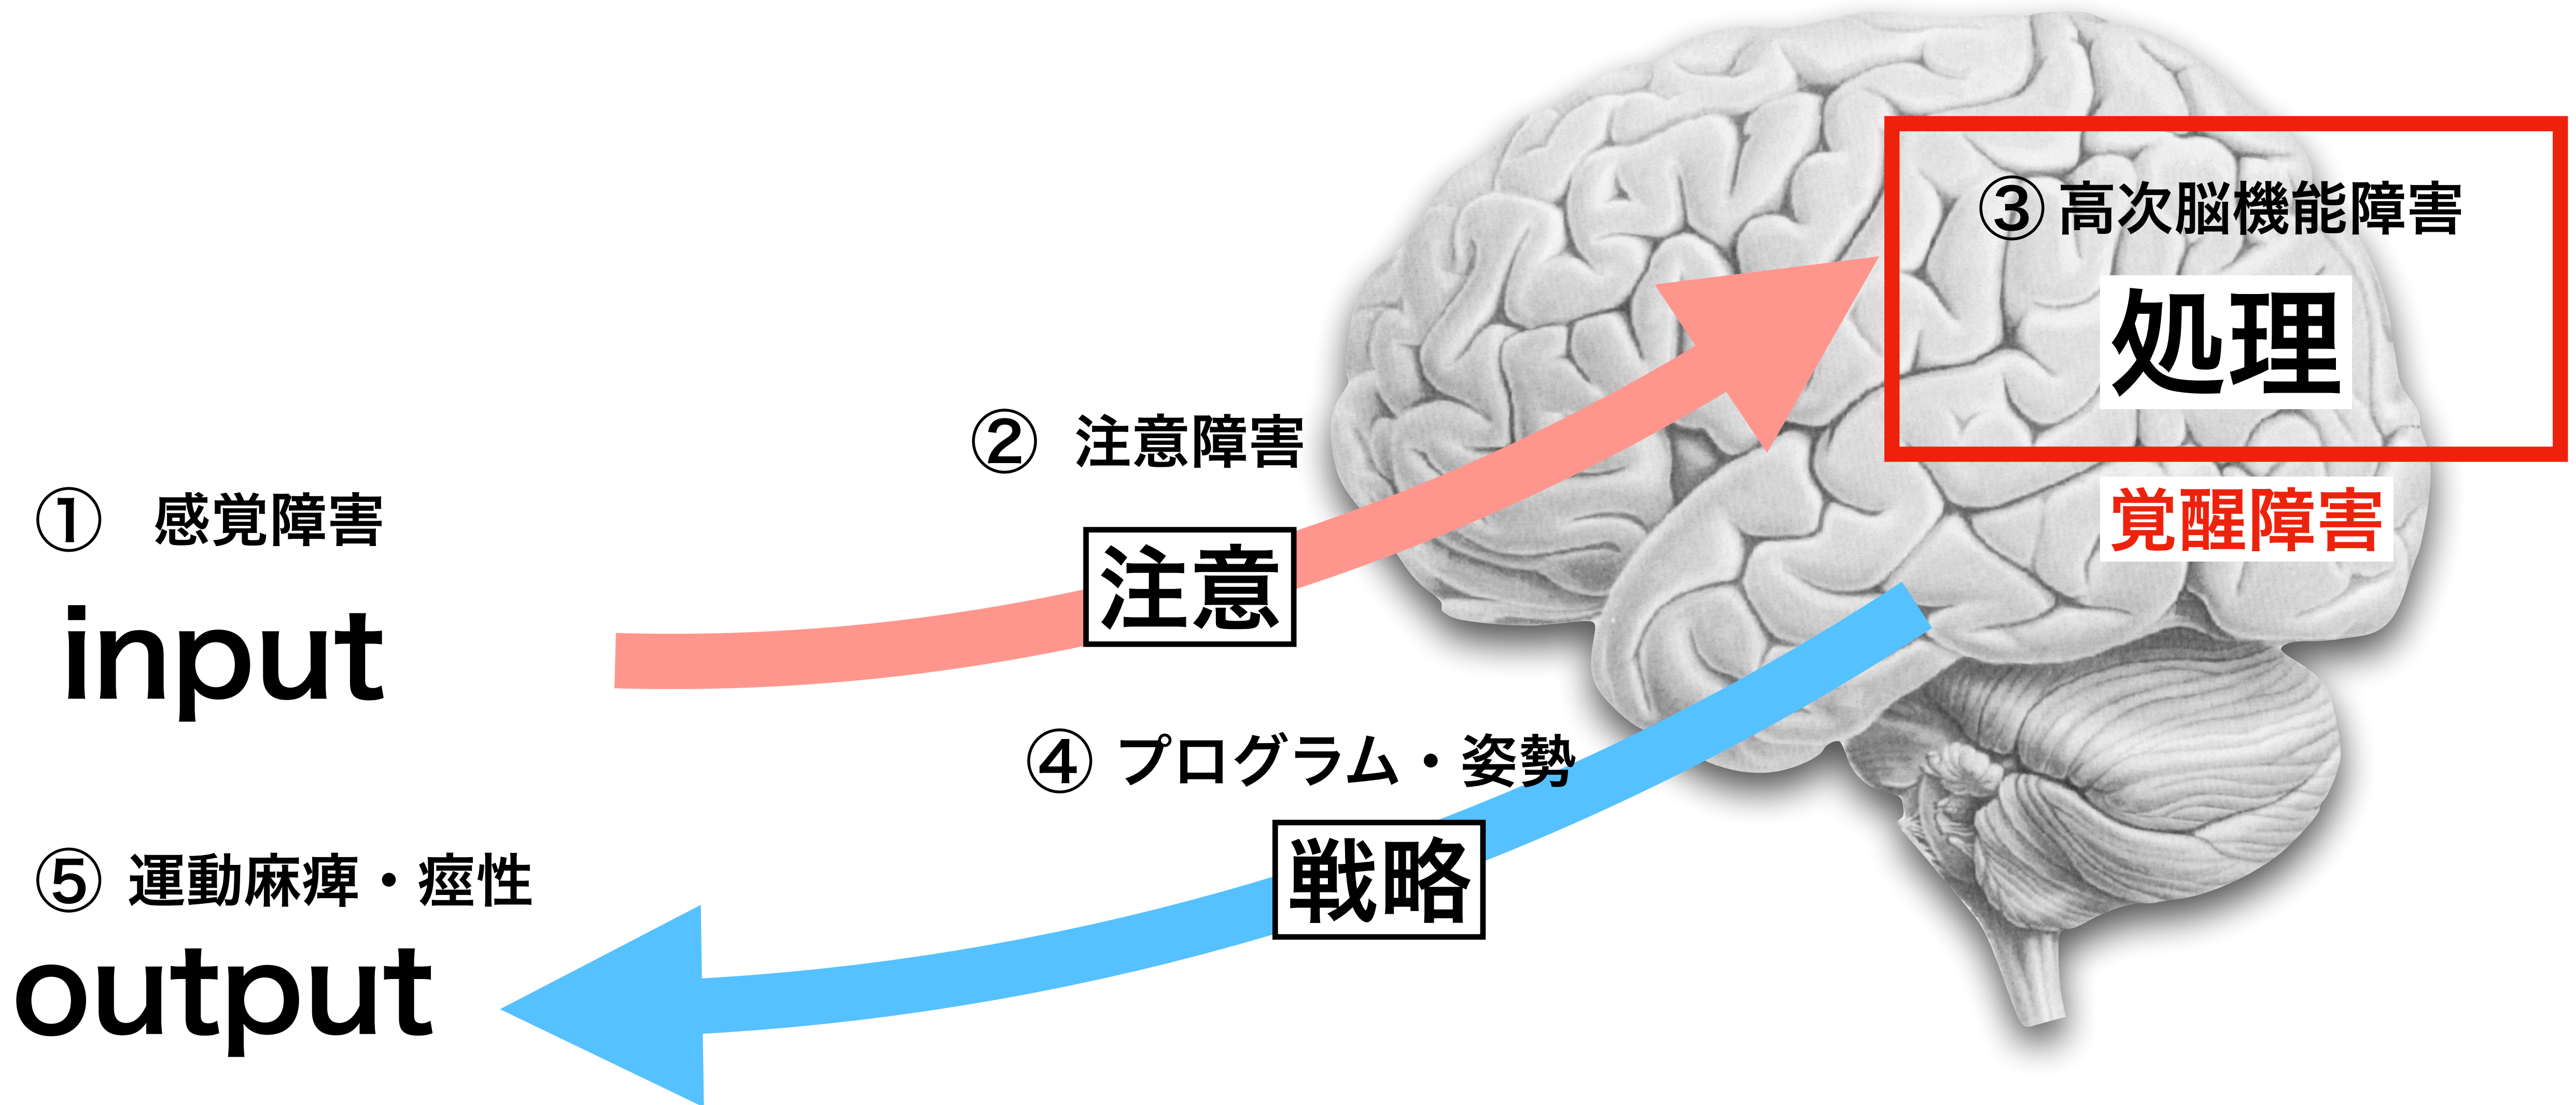 ③ 高次脳機能障害
処理
② 注意障害
① 感覚障害
覚醒障害
注意
input
④ プログラム・姿勢
⑤ 運動麻痺・痙性
戦略
output